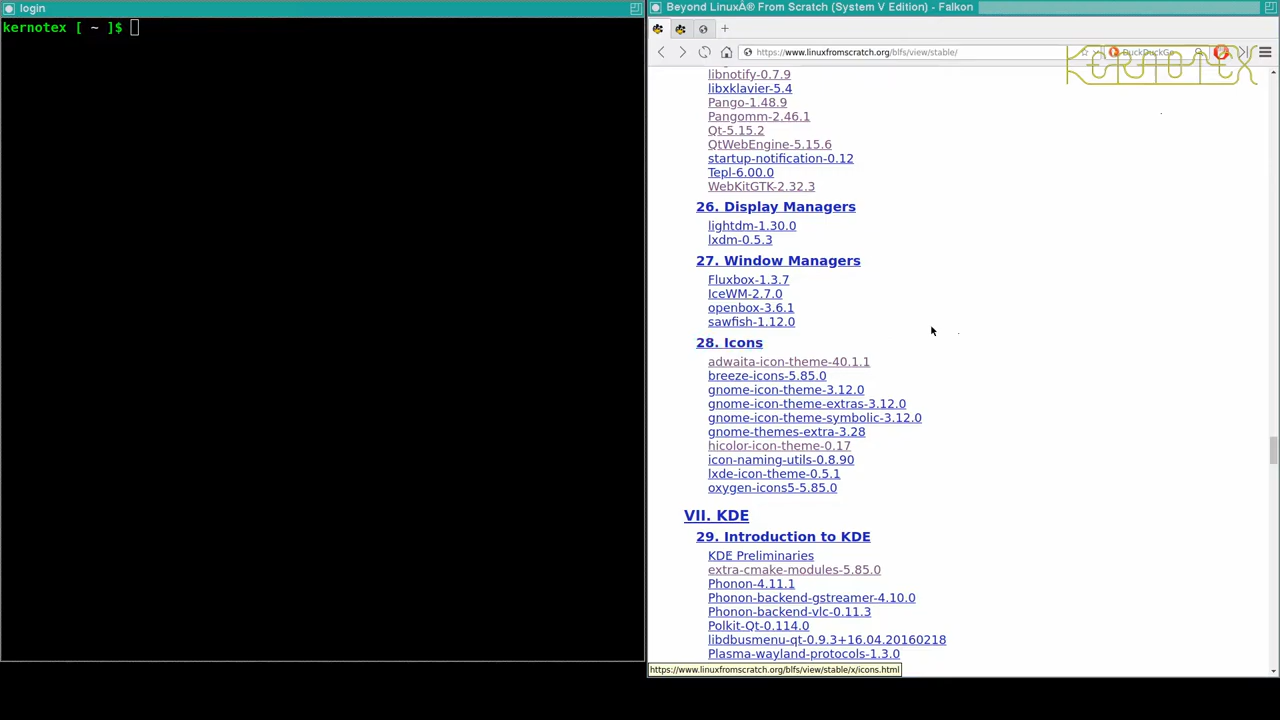 login
kernotex [ ~ ]$
Beyond LinuxÂ® From Scratch (System V Edition) - Falkon
https://www.linuxfromscratch.org/blfs/view/stable/
DuckDuckGo
KERNOTEX
libnotify-0.7.9
libxklavier-5.4
Pango-1.48.9
Pangomm-2.46.1
Qt-5.15.2
QtWebEngine-5.15.6
startup-notification-0.12
Tepl-6.00.0
WebKitGTK-2.32.3
26. Display Managers
lightdm-1.30.0
lxdm-0.5.3
27. Window Managers
Fluxbox-1.3.7
IceWM-2.7.0
openbox-3.6.1
sawfish-1.12.0
28. Icons
adwaita-icon-theme-40.1.1
breeze-icons-5.85.0
gnome-icon-theme-3.12.0
gnome-icon-theme-extras-3.12.0
gnome-icon-theme-symbolic-3.12.0
gnome-themes-extra-3.28
hicolor-icon-theme-0.17
icon-naming-utils-0.8.90
lxde-icon-theme-0.5.1
oxygen-icons5-5.85.0
VII. KDE
29. Introduction to KDE
KDE Preliminaries
extra-cmake-modules-5.85.0
Phonon-4.11.1
Phonon-backend-gstreamer-4.10.0
Phonon-backend-vlc-0.11.3
Polkit-Qt-0.114.0
libdbusmenu-qt-0.9.3+16.04.20160218
Plasma-wayland-protocols-1.3.0
https://www.linuxfromscratch.org/blfs/view/stable/x/icons.html